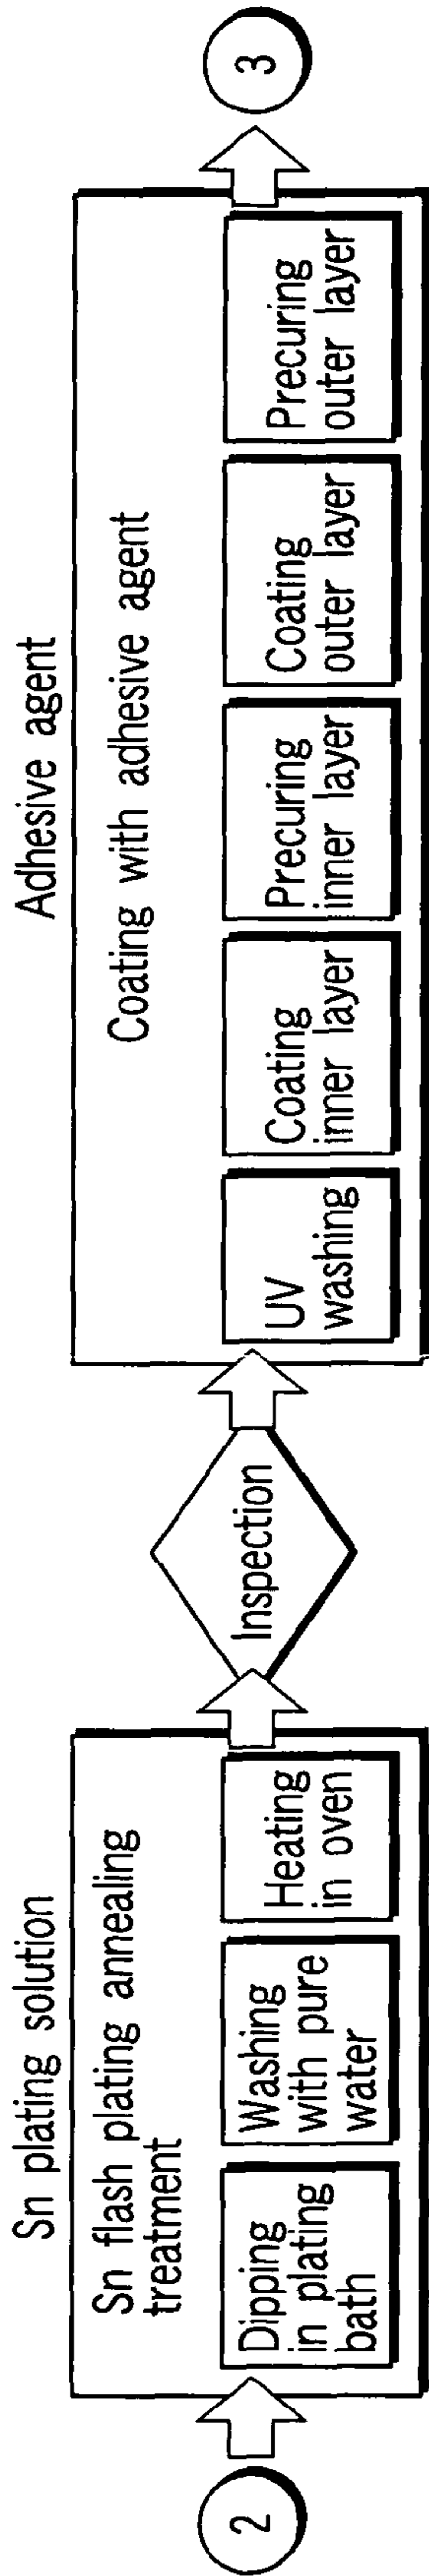 2
Sn plating solution
Sn flash plating annealing
treatment
Dipping
in plating
bath
Washing
with pure
water
Heating
in oven
Inspection
Adhesive agent
Coating with adhesive agent
UV
washing
Coating
inner layer
Precuring
inner layer
Coating
outer layer
Precuring
outer layer
3